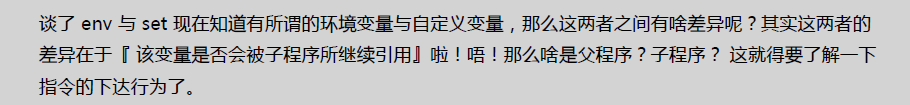 谈了 env 与 set 现在知道有所谓的环境变量与自定义变量，那么这两者之间有啥差异呢？其实这两者的
差异在于『 该变量是否会被子程序所继续引用』啦！唔！那么啥是父程序？子程序？ 这就得要了解一下
指令的下达行为了。